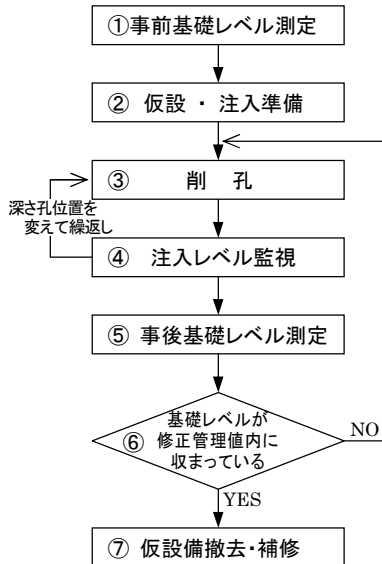 ①事前基礎レベル測定
② 仮設 ・ 注入準備
③ 削 孔
深さ孔位置を
変えて繰返し
④ 注入レベル監視
⑤ 事後基礎レベル測定
⑥ 基礎レベルが
修正管理値内に
収まっている
NO
YES
⑦ 仮設備撤去・補修